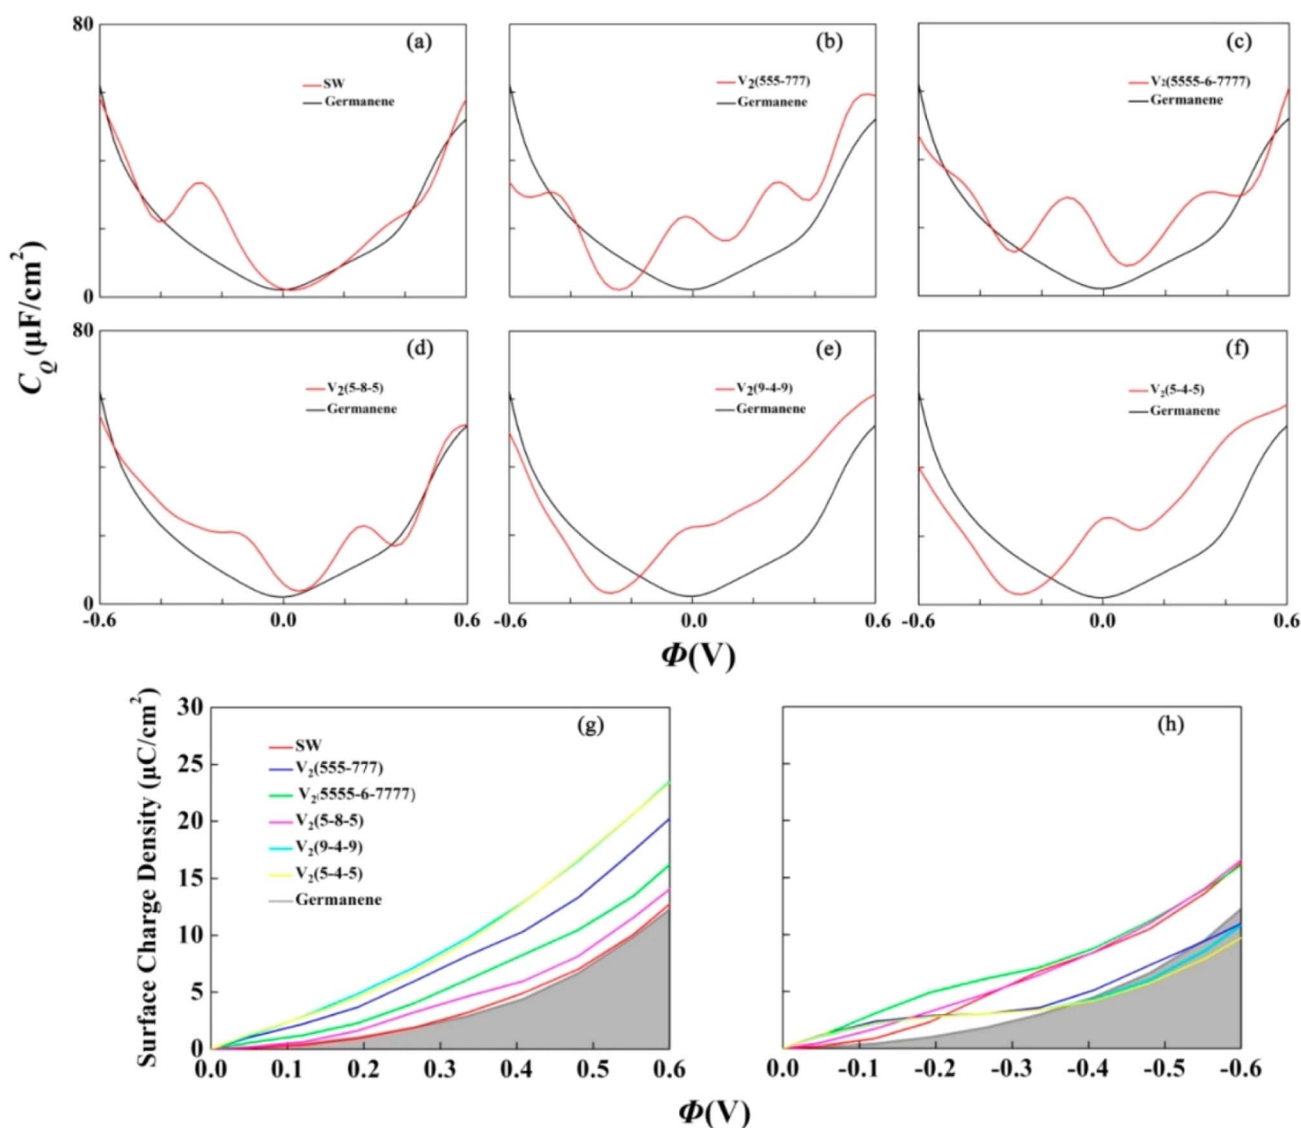 80
(a)
SW
Germanene
0
(b)
V2(555-777)
Germanene
(c)
V2(5555-6-7777)
Germanene
C_Q (μF/cm²)
80
(d)
V2(5-8-5)
Germanene
0
-0.6
0.0
0.6
(e)
V2(9-4-9)
Germanene
-0.6
0.0
0.6
(f)
V₂(5-4-5)
Germanene
-0.6
0.0
0.6
Φ(V)
Surface Charge Density (μC/cm²)
30
25
20
15
10
5
0
(g)
SW
V₂(555-777)
V₂(5555-6-7777)
V₂(5-8-5)
V₂(9-4-9)
V₂(5-4-5)
Germanene
0.0 0.1 0.2 0.3 0.4 0.5 0.6
(h)
0.0 -0.1 -0.2 -0.3 -0.4 -0.5 -0.6
Φ(V)